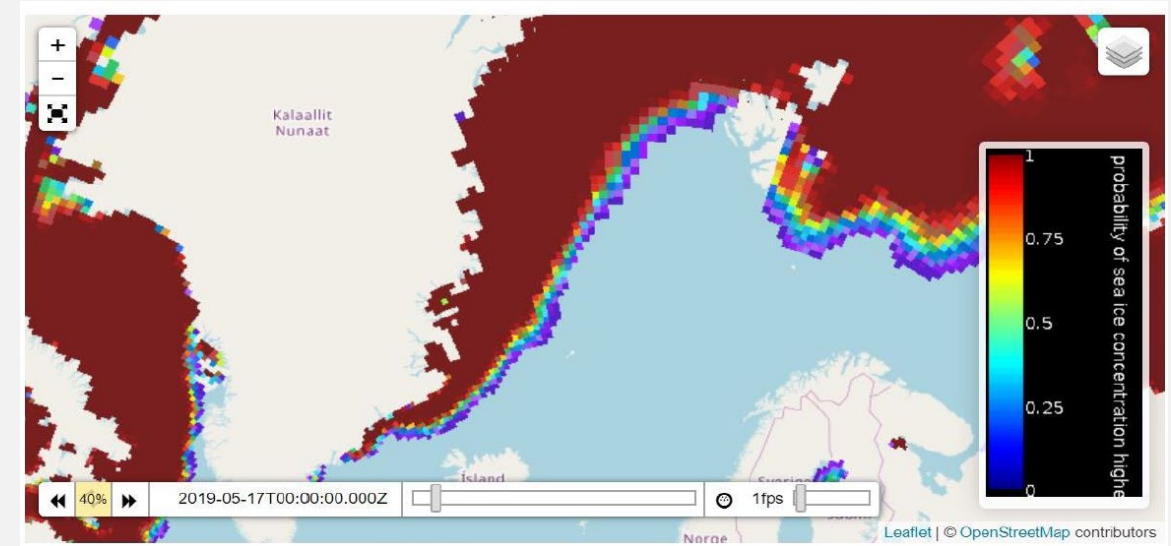 +
−
Kalaallit
Nunaat
1
0.75
0.5
0.25
0
probability of sea ice concentration highe
Ísland
40%
2019-05-17T00:00:00.000Z
1fps
Norge
Leaflet | © OpenStreetMap contributors